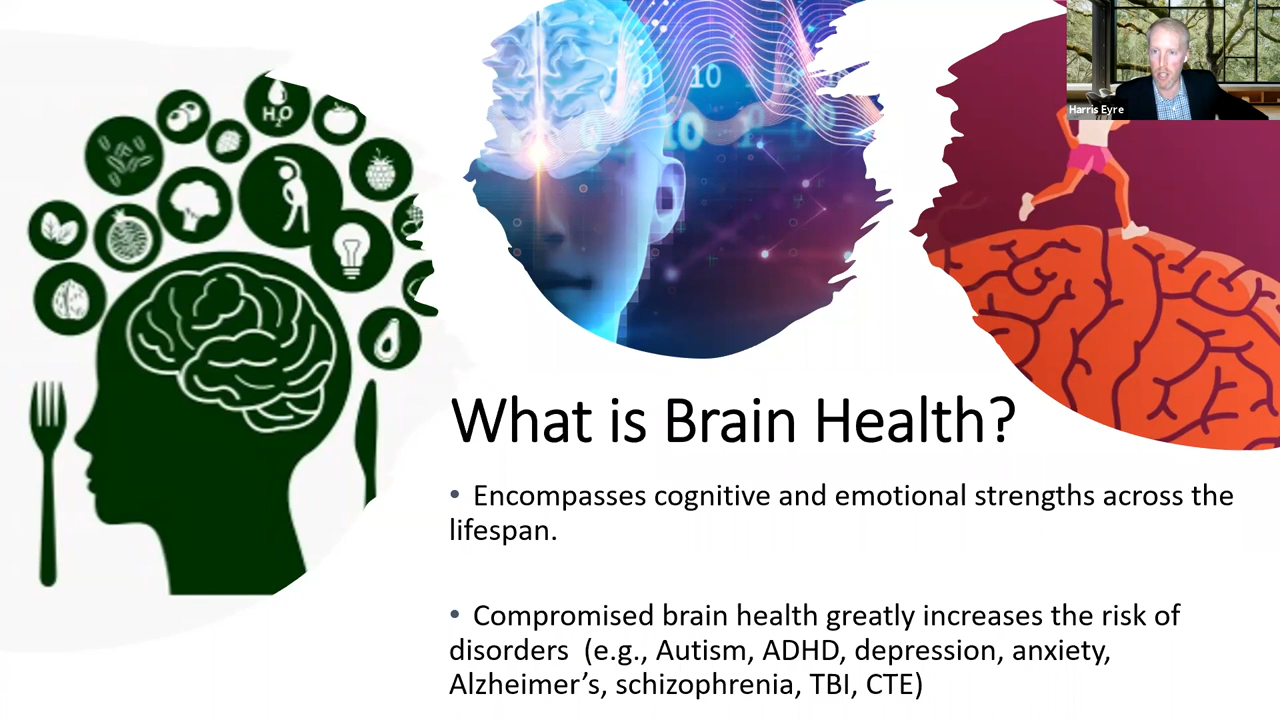 H₂O
10
10
Harris Eyre
What is Brain Health?
• Encompasses cognitive and emotional strengths across the
lifespan.
• Compromised brain health greatly increases the risk of
disorders  (e.g., Autism, ADHD, depression, anxiety,
Alzheimer’s, schizophrenia, TBI, CTE)